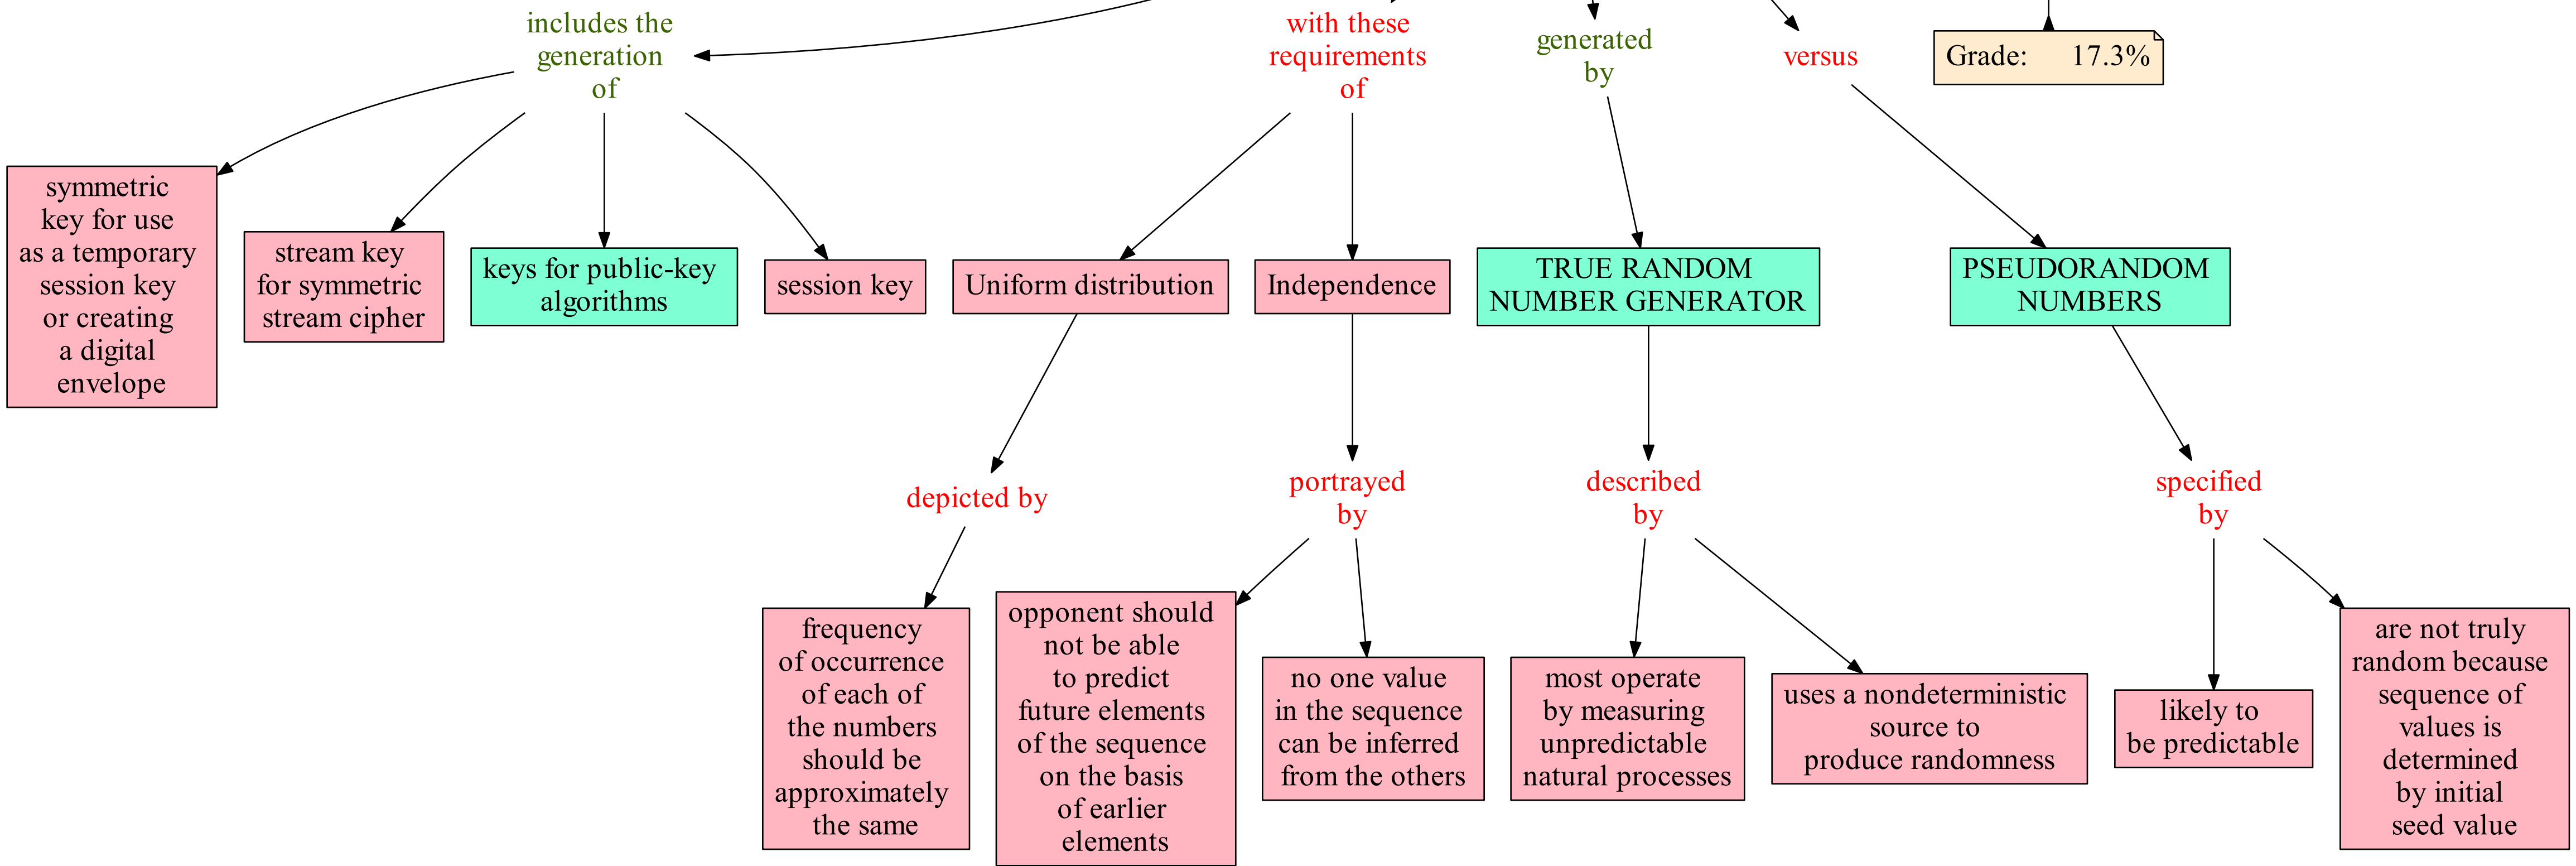 includes the
generation
of
with these
requirements
of
generated
by
versus
Grade: 17.3%
symmetric
key for use
as a temporary
session key
or creating
a digital
envelope
stream key
for symmetric
stream cipher
keys for public-key
algorithms
session key
Uniform distribution
Independence
TRUE RANDOM
NUMBER GENERATOR
PSEUDORANDOM
NUMBERS
depicted by
portrayed
by
described
by
specified
by
frequency
of occurrence
of each of
the numbers
should be
approximately
the same
opponent should
not be able
to predict
future elements
of the sequence
on the basis
of earlier
elements
no one value
in the sequence
can be inferred
from the others
most operate
by measuring
unpredictable
natural processes
uses a nondeterministic
source to
produce randomness
likely to
be predictable
are not truly
random because
sequence of
values is
determined
by initial
seed value